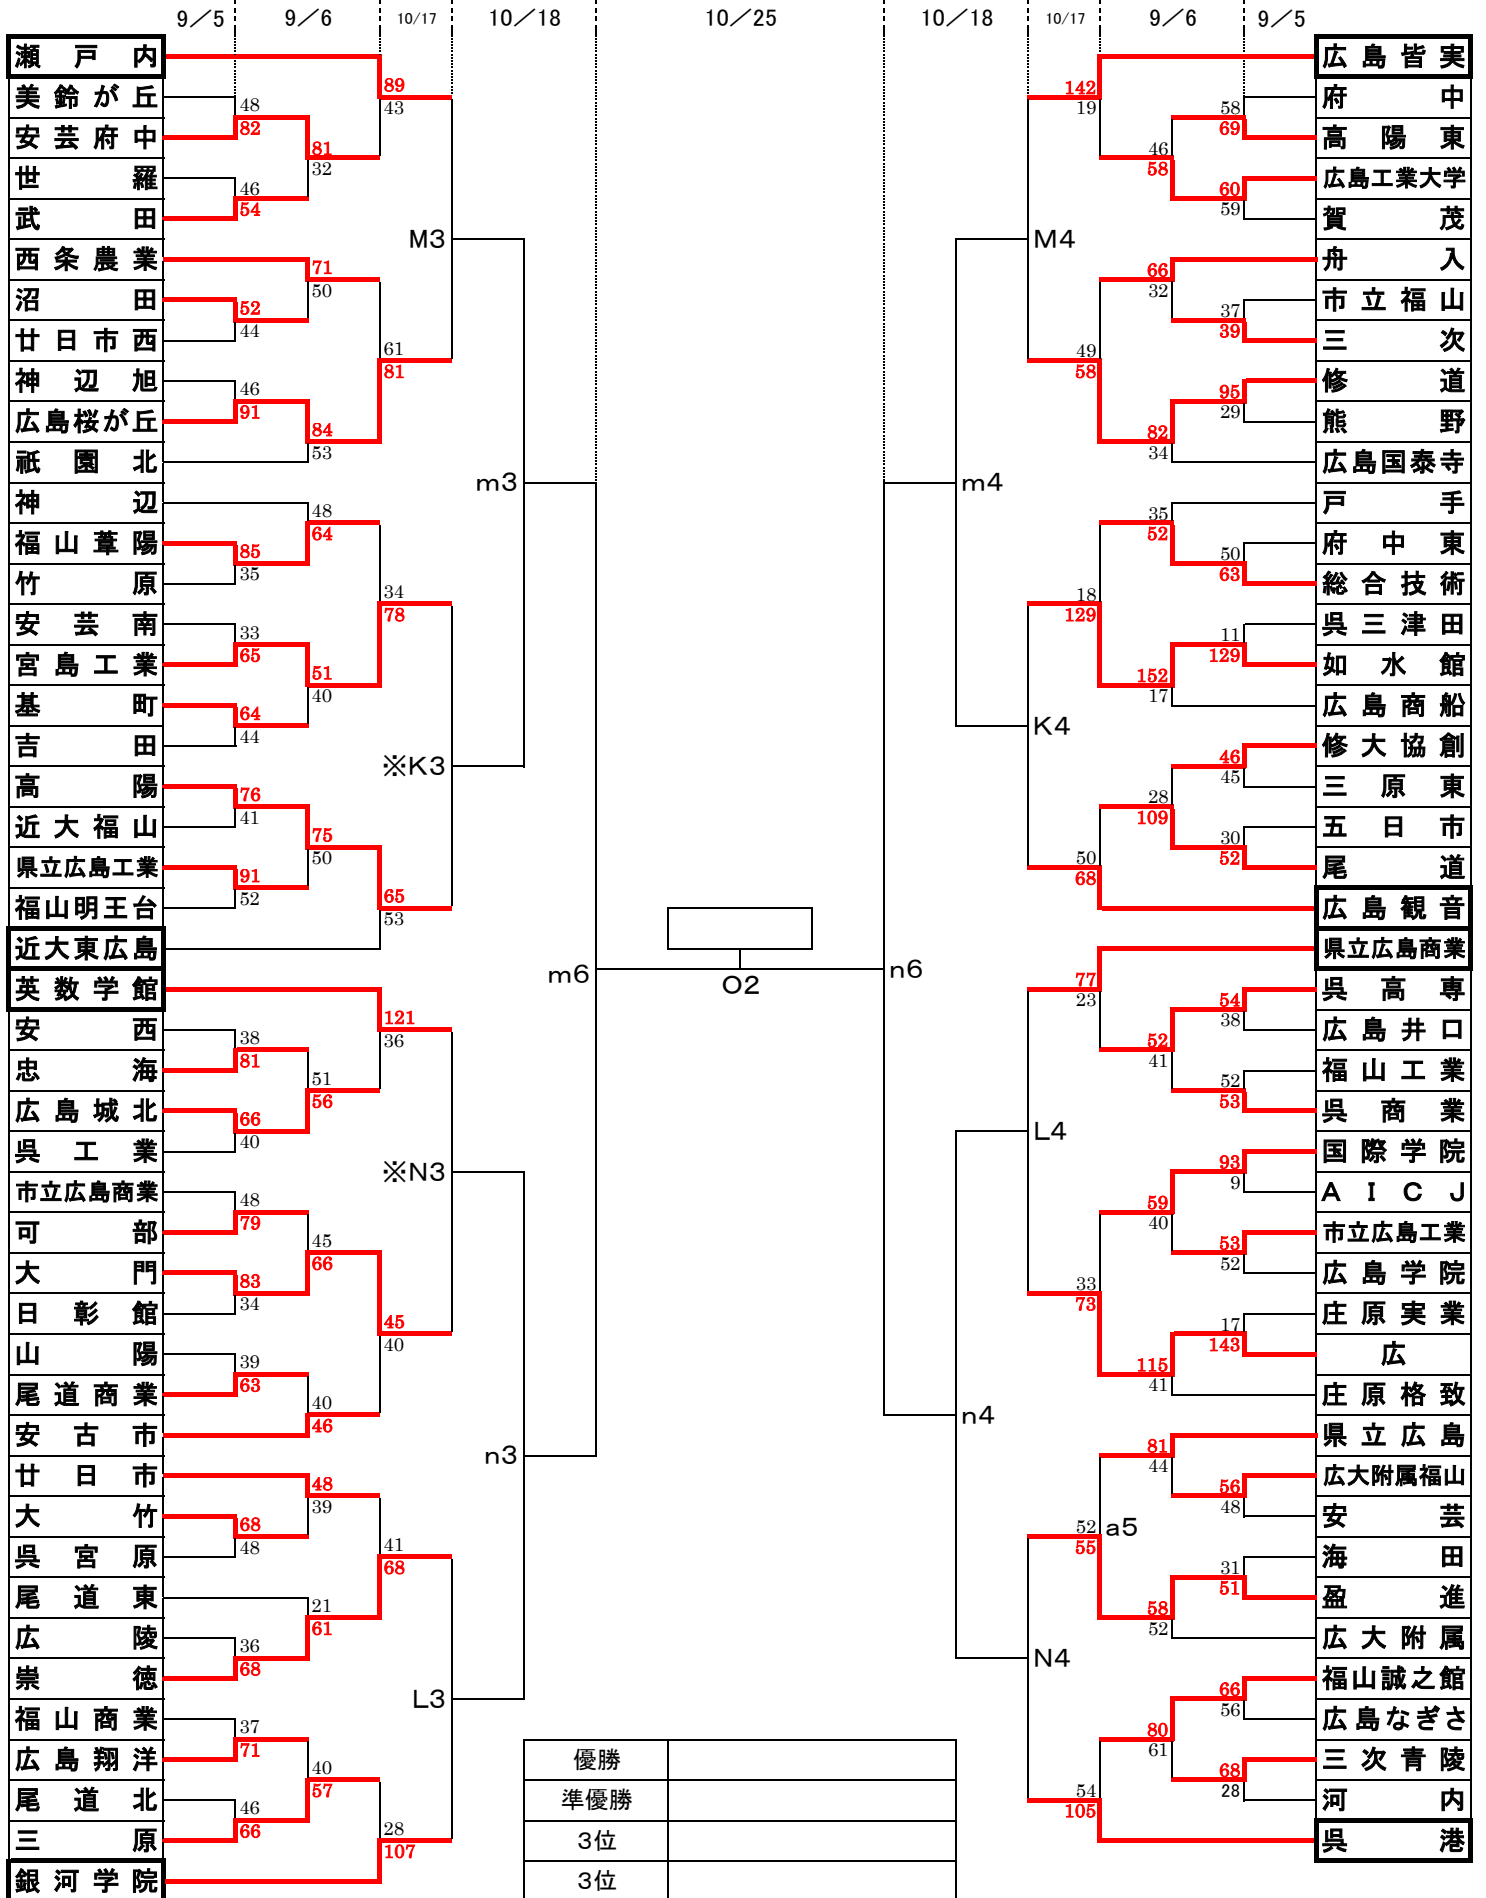 9／5 9／6 10/17 10／18 10／25 10／18 10/17 9／6 9／5
瀬戸内
美鈴が丘
安芸府中
世羅
武田
西条農業
沼田
廿日市西
神辺旭
広島桜が丘
祇園北
神辺
福山葦陽
竹原
安芸南
宮島工業
基町
吉田
高陽
近大福山
県立広島工業
福山明王台
近大東広島
英数学館
安西
忠海
広島城北
呉工業
市立広島商業
可部
大門
日彰館
山陽
尾道商業
安古市
廿日市
大竹
呉宮原
尾道東
広陵
崇徳
福山商業
広島翔洋
尾道北
三原
銀河学院
48
82
46
54
52
44
46
91
85
35
33
65
64
44
76
41
91
52
38
81
66
40
48
79
83
34
39
63
68
48
36
68
37
71
46
66
81
32
71
50
84
53
48
64
51
40
75
50
51
56
45
66
40
46
48
39
21
61
40
57
89
43
61
81
34
78
65
53
121
36
45
40
41
68
28
107
M3
※K3
※N3
L3
m3
n3
m6
O2
n6
m4
n4
M4
K4
L4
N4
142
19
49
58
18
129
50
68
77
23
33
73
52
a5
55
54
105
46
58
66
32
82
34
35
52
152
17
28
109
52
41
59
40
115
41
81
44
58
52
80
61
58
69
60
59
37
39
95
29
50
63
11
129
46
45
30
52
54
38
52
53
93
9
53
52
17
143
56
48
31
51
66
56
68
28
広島皆実
府中
高陽東
広島工業大学
賀茂
舟入
市立福山
三次
修道
熊野
広島国泰寺
戸手
府中東
総合技術
呉三津田
如水館
広島商船
修大協創
三原東
五日市
尾道
広島観音
県立広島商業
呉高専
広島井口
福山工業
呉商業
国際学院
ＡＩＣＪ
市立広島工業
広島学院
庄原実業
広
庄原格致
県立広島
広大附属福山
安芸
海田
盈進
広大附属
福山誠之館
広島なぎさ
三次青陵
河内
呉港
優勝
準優勝
3位
3位